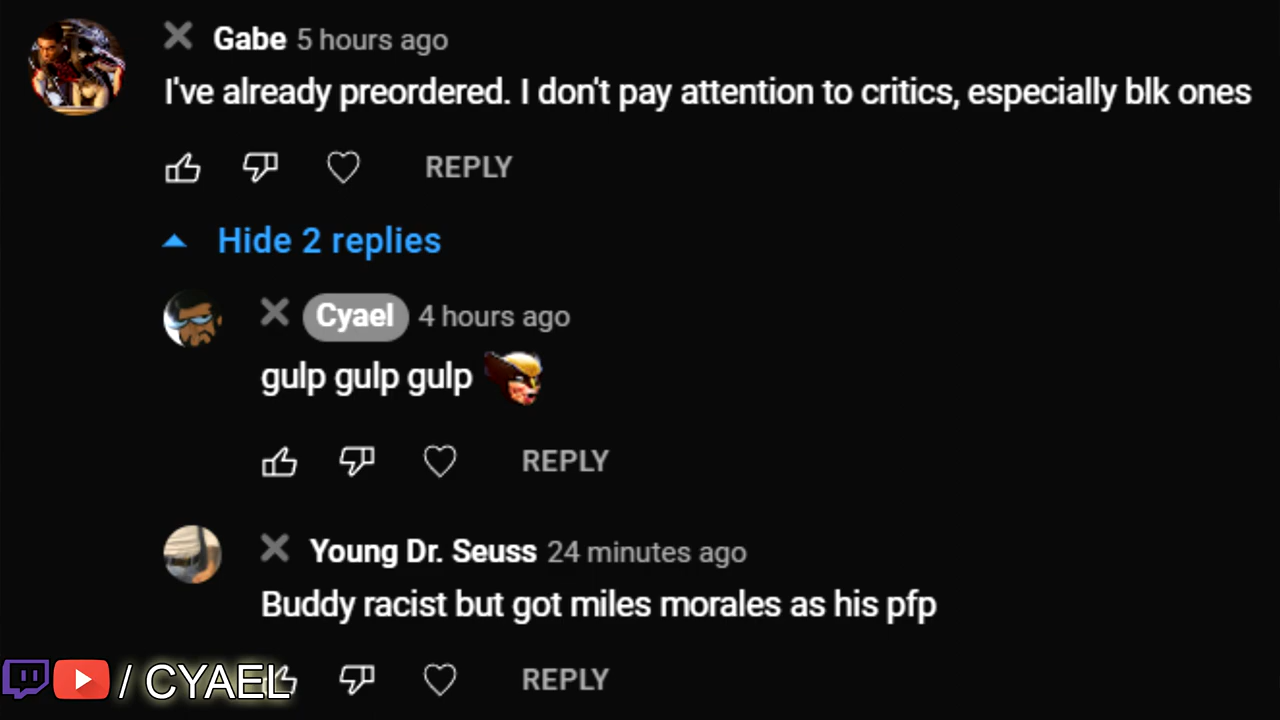 Gabe 5 hours ago
I've already preordered. I don't pay attention to critics, especially blk ones
REPLY
Hide 2 replies
Cyael 4 hours ago
gulp gulp gulp
REPLY
Young Dr. Seuss 24 minutes ago
Buddy racist but got miles morales as his pfp
/ CYAEL REPLY